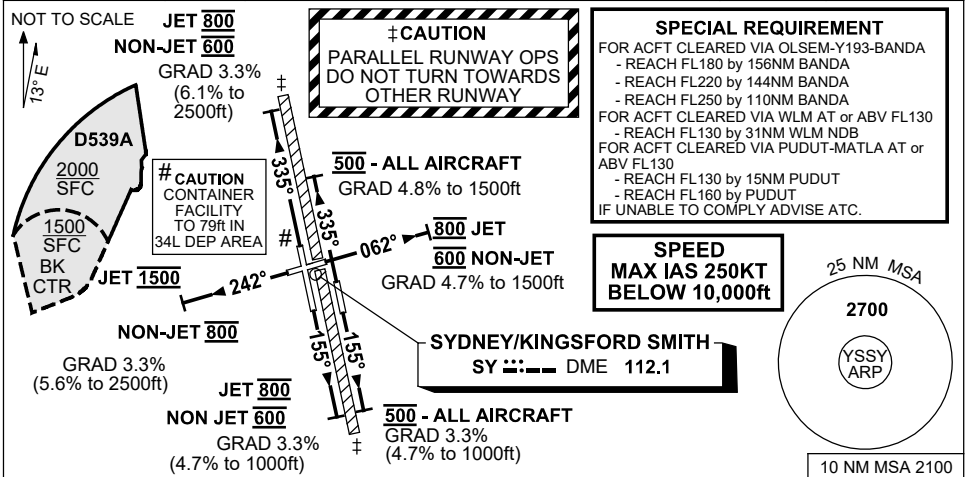 NOT TO SCALE
13° E
JET 800
NON-JET 600
GRAD 3.3%
(6.1% to
2500ft)
‡
‡CAUTION
PARALLEL RUNWAY OPS
DO NOT TURN TOWARDS
OTHER RUNWAY
SPECIAL REQUIREMENT
FOR ACFT CLEARED VIA OLSEM-Y193-BANDA
- REACH FL180 by 156NM BANDA
- REACH FL220 by 144NM BANDA
- REACH FL250 by 110NM BANDA
FOR ACFT CLEARED VIA WLM AT or ABV FL130
- REACH FL130 by 31NM WLM NDB
FOR ACFT CLEARED VIA PUDUT-MATLA AT or
ABV FL130
- REACH FL130 by 15NM PUDUT
- REACH FL160 by PUDUT
IF UNABLE TO COMPLY ADVISE ATC.
D539A
2000
SFC
1500
SFC
BK
CTR
# CAUTION
CONTAINER
FACILITY
TO 79ft IN
34L DEP AREA
#
335°
335°
500 - ALL AIRCRAFT
GRAD 4.8% to 1500ft
062°
800 JET
600 NON-JET
GRAD 4.7% to 1500ft
SPEED
MAX IAS 250KT
BELOW 10,000ft
JET 1500
242°
NON-JET 800
GRAD 3.3%
(5.6% to 2500ft)
155°
155°
SYDNEY/KINGSFORD SMITH
SY DME 112.1
JET 800
NON JET 600
GRAD 3.3%
(4.7% to 1000ft)
‡
500 - ALL AIRCRAFT
GRAD 3.3%
(4.7% to 1000ft)
25 NM MSA
2700
YSSY
ARP
10 NM MSA 2100